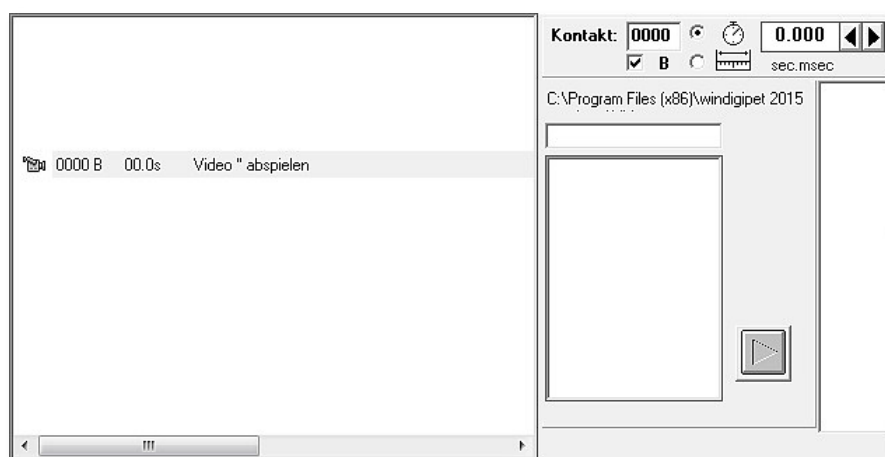 Kontakt: 0000 0.000
B sec.msec
C:\Program Files (x86)\windigipet 2015
0000 B 00.0s Video '' abspielen